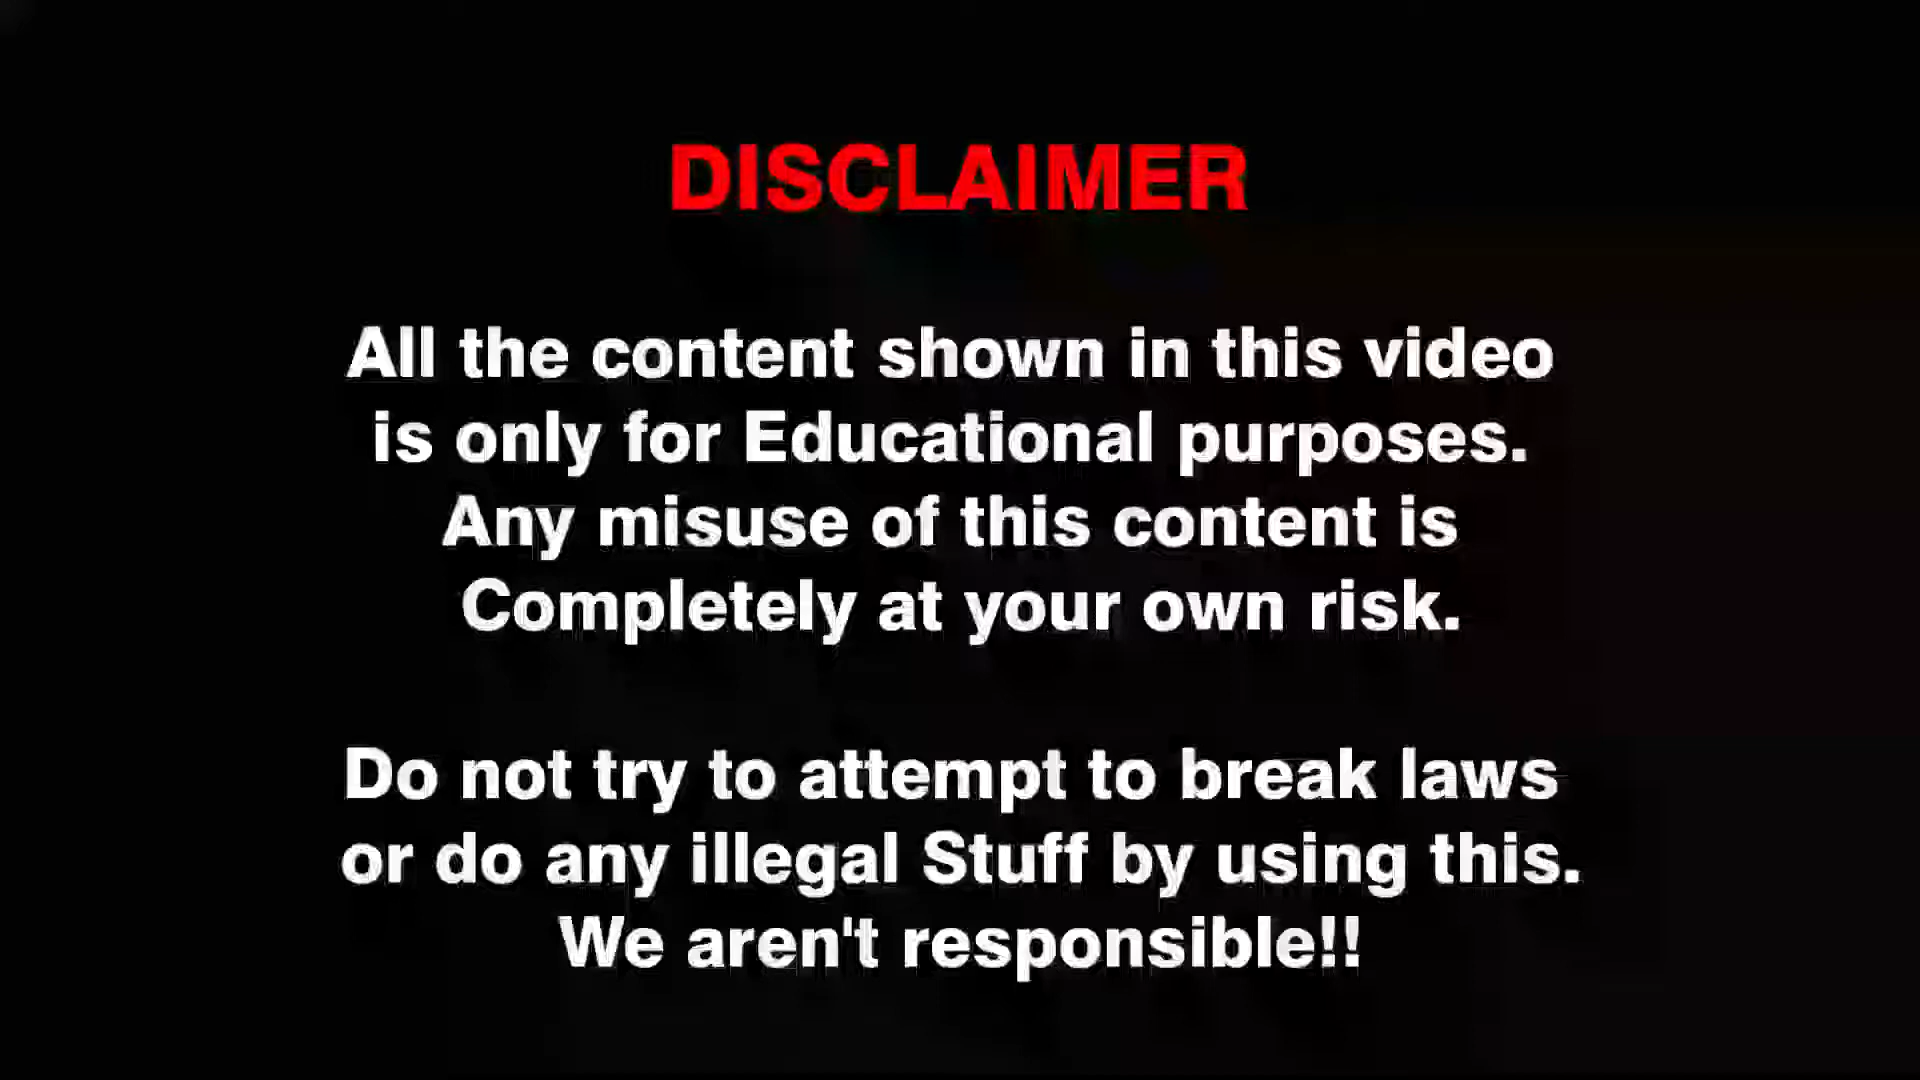 DISCLAIMER
All the content shown in this video
is only for Educational purposes.
Any misuse of this content is
Completely at your own risk.
Do not try to attempt to break laws
or do any illegal Stuff by using this.
We aren't responsible!!